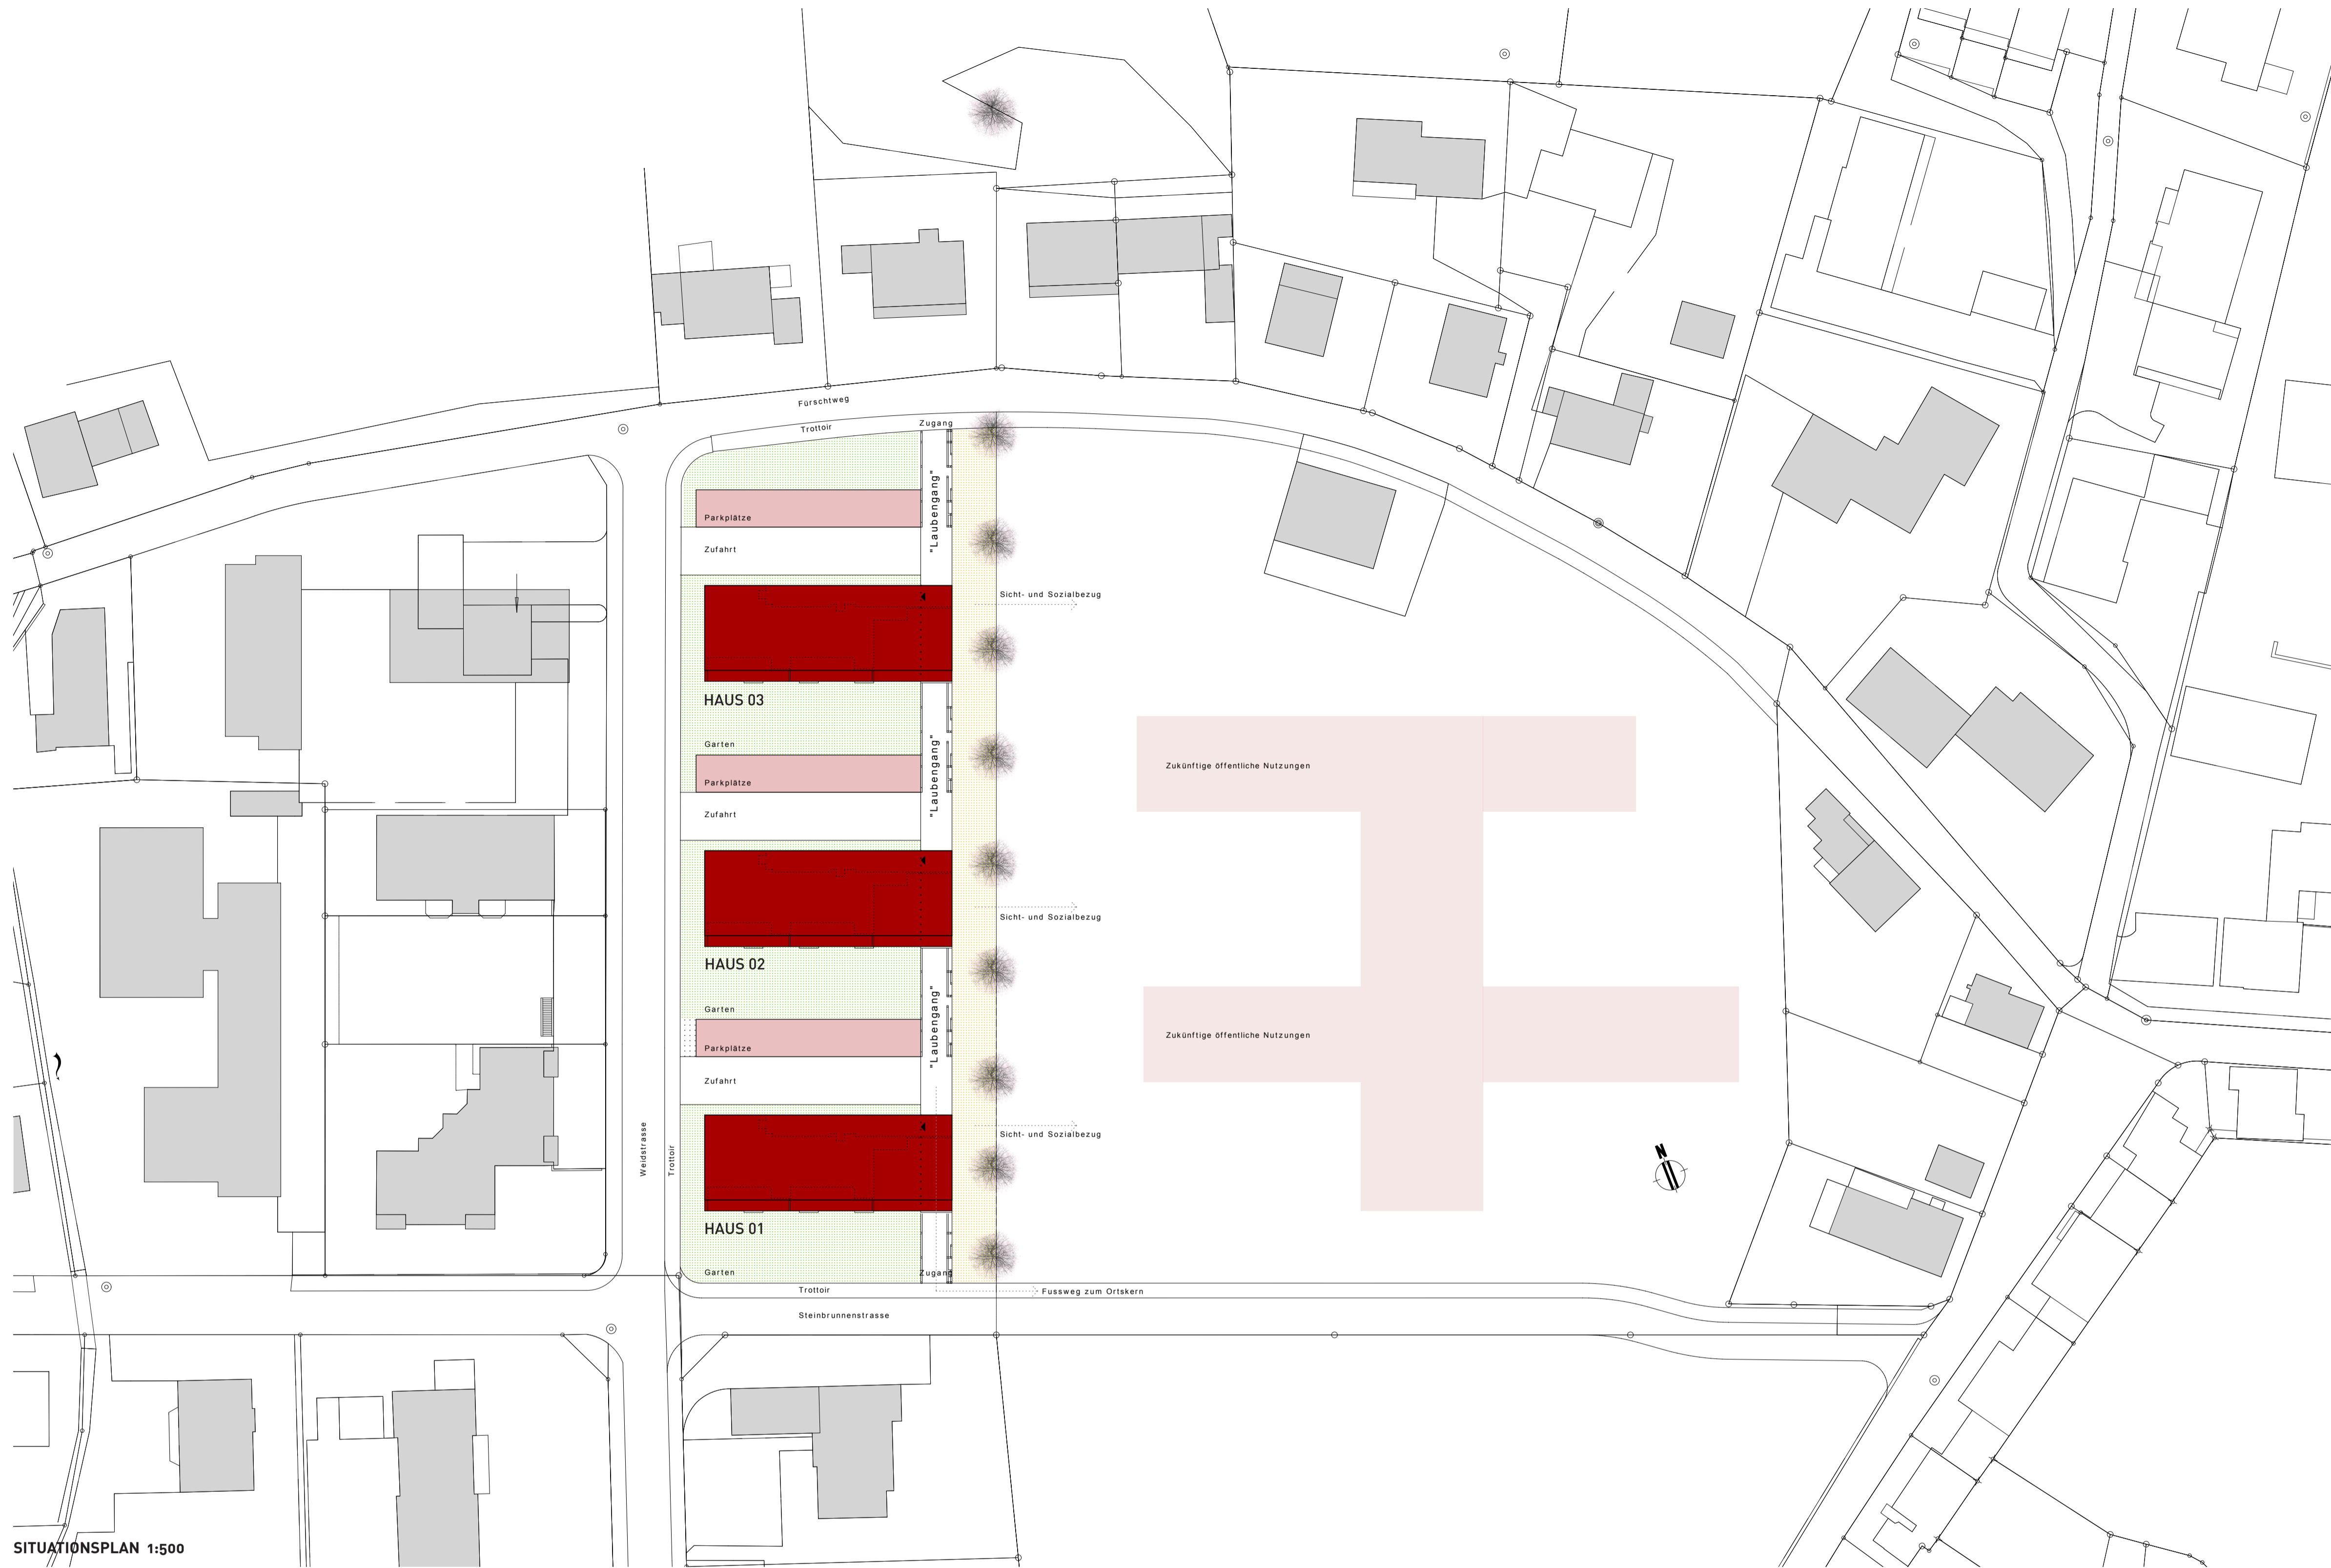 Fürschtweg
Zugang
Trottoir
"Laubengang"
Parkplätze
Zufahrt
Sicht- und Sozialbezug
HAUS 03
Garten
"Laubengang"
Zukünftige öffentliche Nutzungen
Parkplätze
Zufahrt
Sicht- und Sozialbezug
HAUS 02
Garten
"Laubengang"
Zukünftige öffentliche Nutzungen
Parkplätze
Zufahrt
Weidstrasse
Trottoir
Sicht- und Sozialbezug
N
HAUS 01
Garten
Zugang
Trottoir
Fussweg zum Ortskern
Steinbrunnenstrasse
SITUATIONSPLAN 1:500